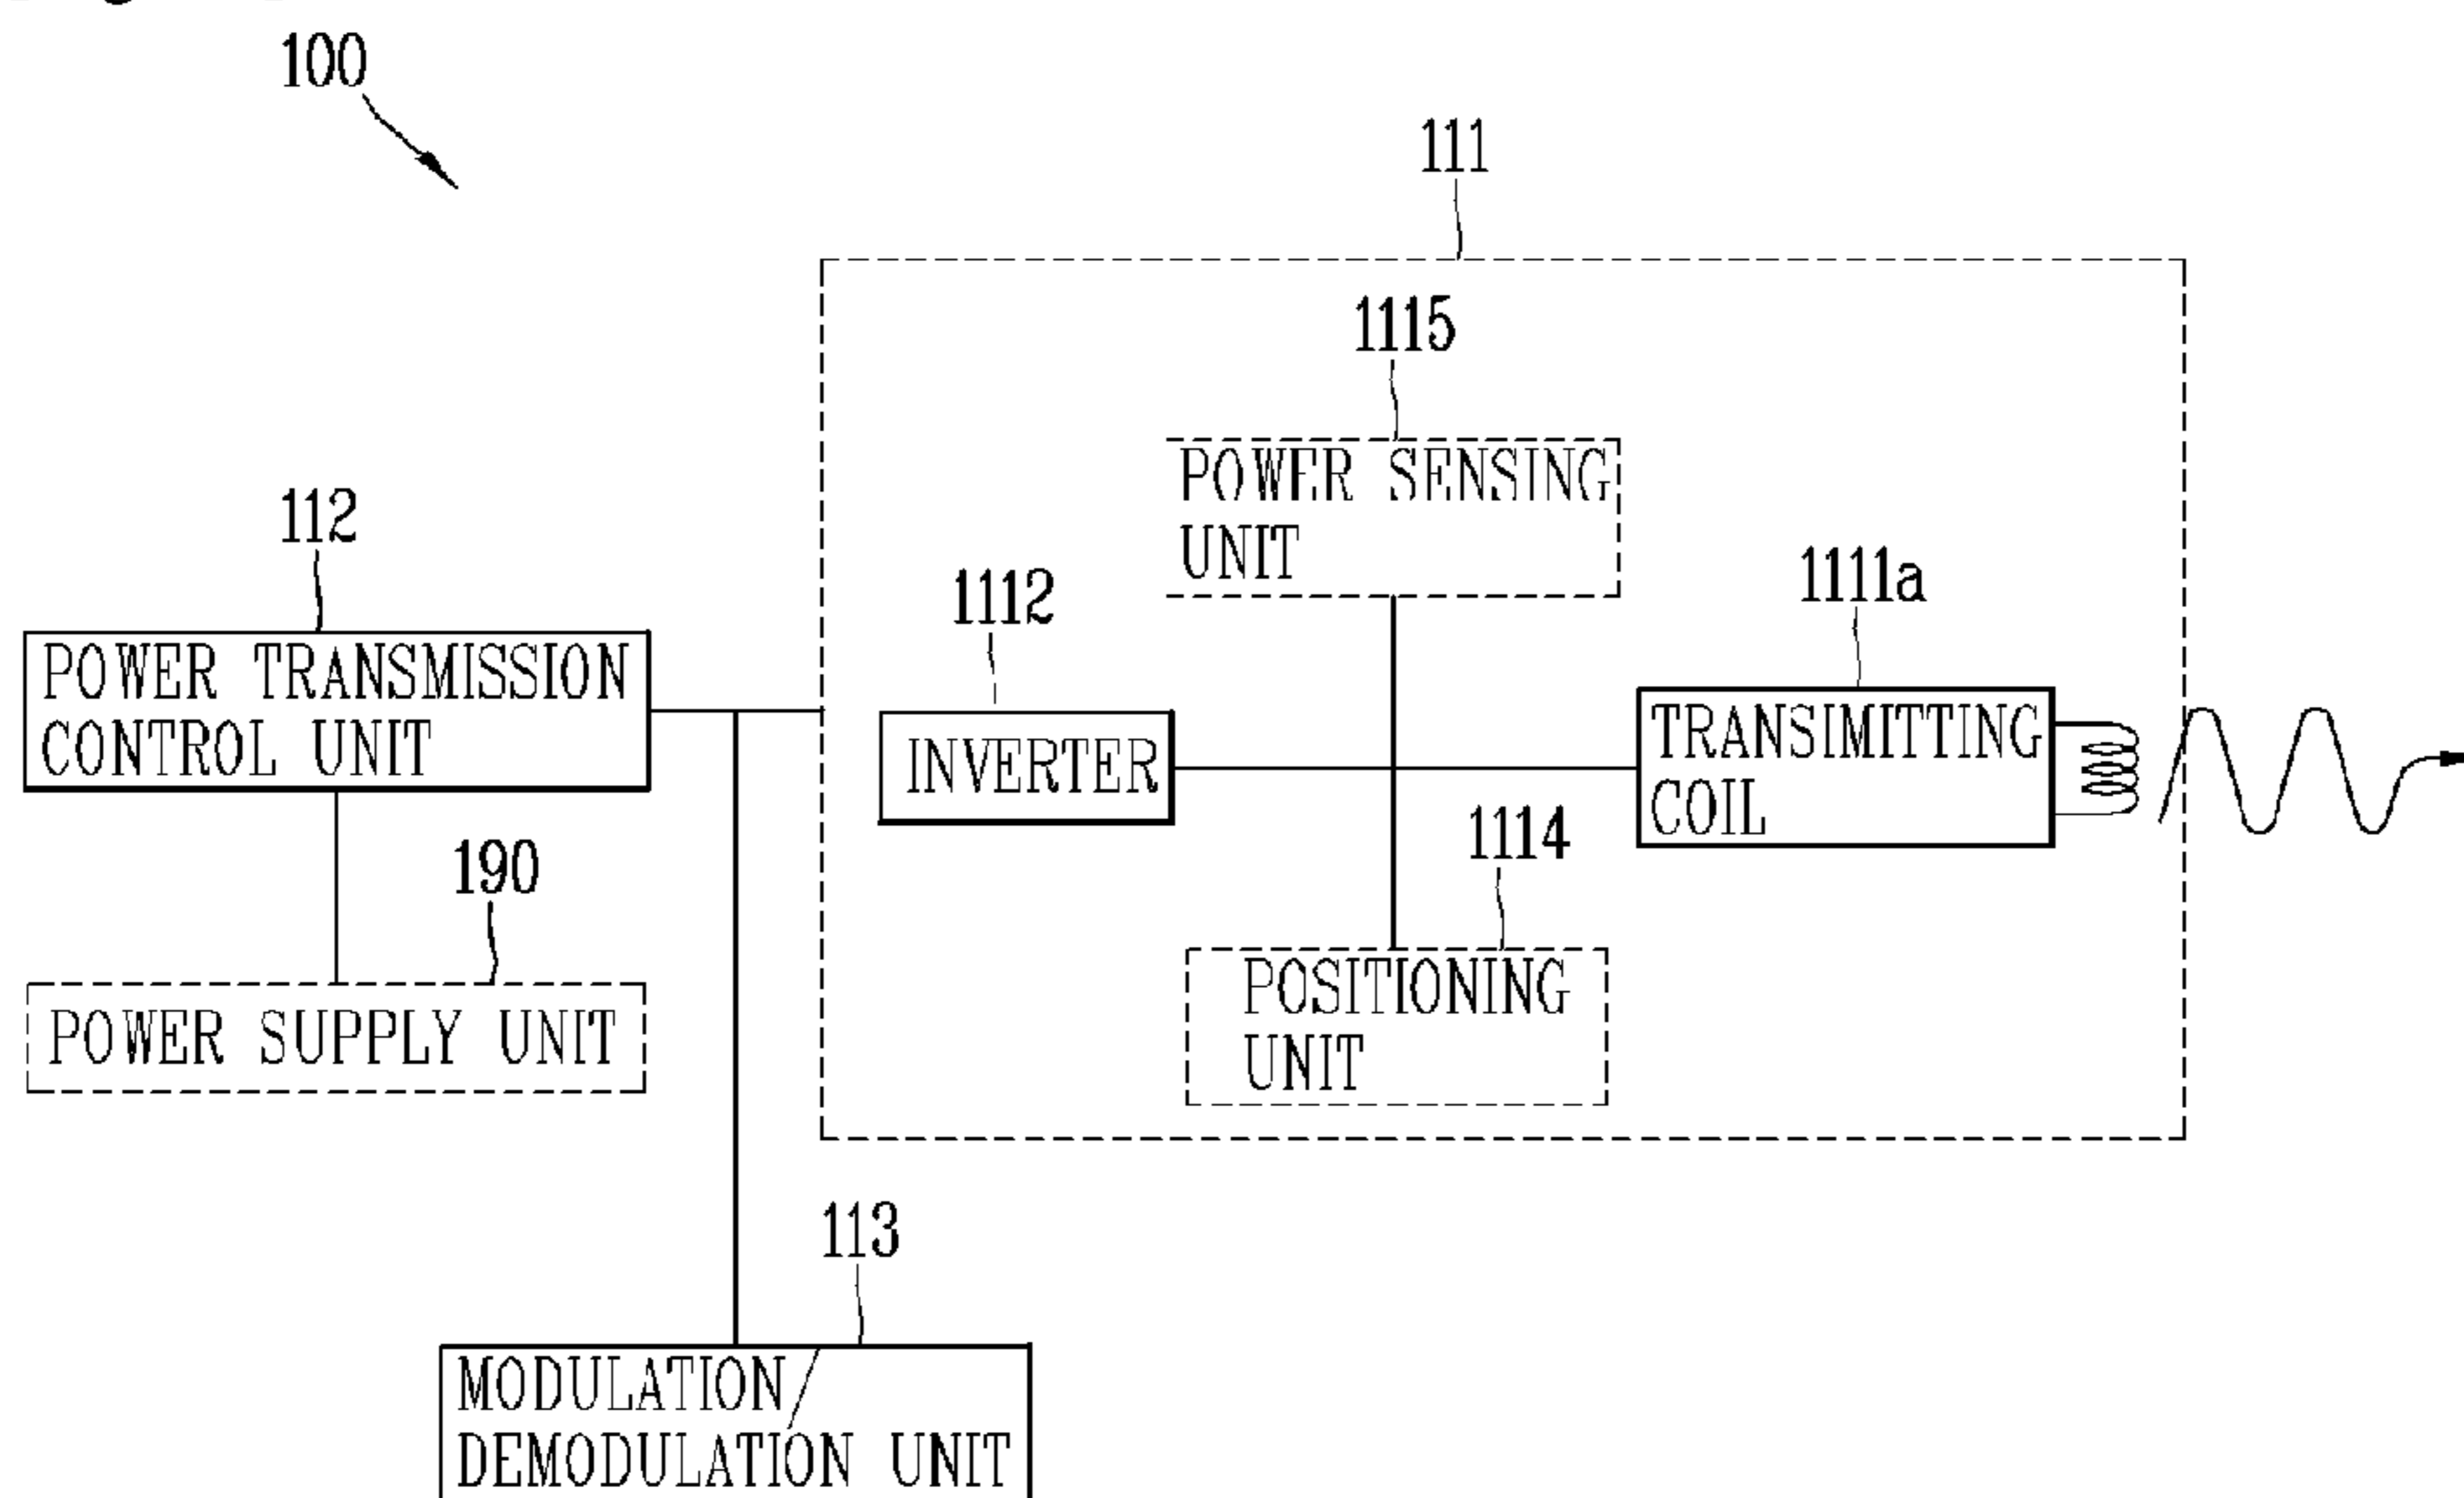 100
111
1115
POWER SENSING
UNIT
112
1112
1111a
POWER TRANSMISSION
CONTROL UNIT
INVERTER
TRANSIMITTING
COIL
190
1114
POWER SUPPLY UNIT
POSITIONING
UNIT
113
MODULATION/
DEMODULATION UNIT